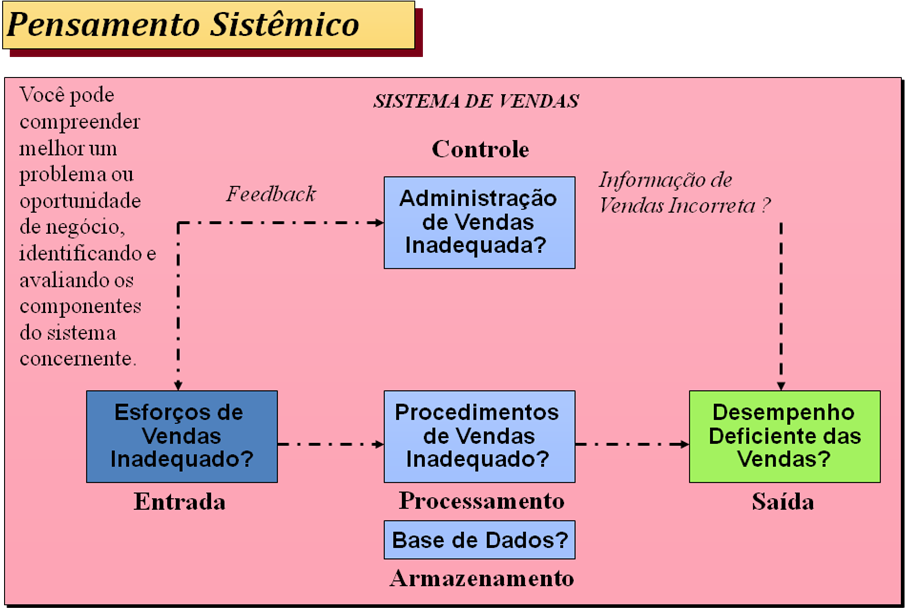 Pensamento Sistêmico
Você pode
compreender
melhor um
problema ou
oportunidade
de negócio,
identificando e
avaliando os
componentes
do sistema
concernente.
SISTEMA DE VENDAS
Controle
Feedback
Administração
de Vendas
Inadequada?
Informação de
Vendas Incorreta ?
Esforços de
Vendas
Inadequado?
Entrada
Procedimentos
de Vendas
Inadequado?
Processamento
Desempenho
Deficiente das
Vendas?
Saída
Base de Dados?
Armazenamento